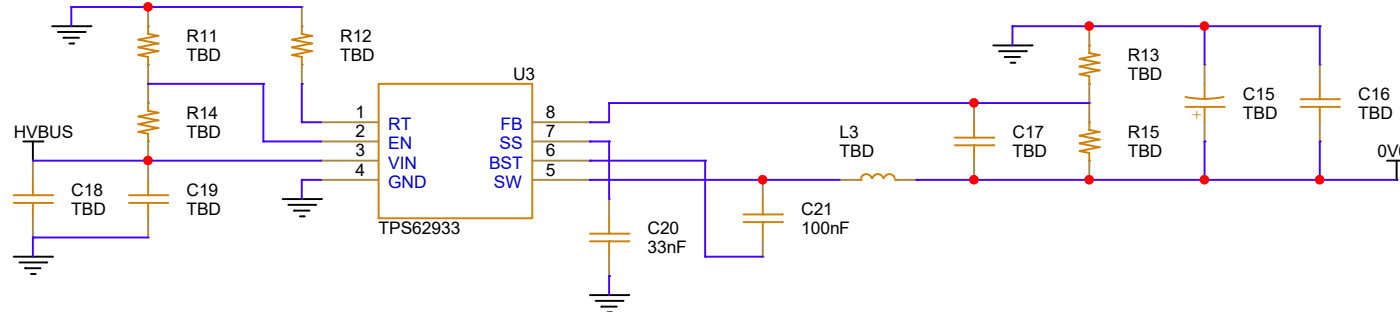 R11
TBD
R12
TBD
R13
TBD
U3
R14
TBD
C15
TBD
C16
TBD
HVBUS
1
RT
8
FB
2
EN
7
SS
3
VIN
6
BST
4
GND
5
SW
C17
TBD
R15
TBD
L3
TBD
C18
TBD
C19
TBD
TPS62933
C20
33nF
C21
100nF
+